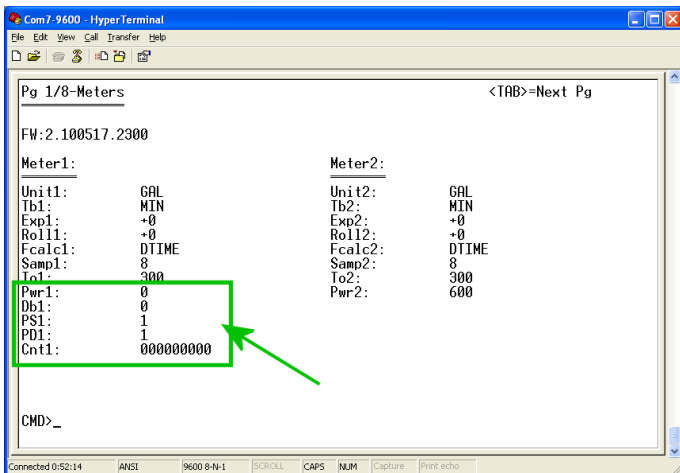 Com7-9600 - HyperTerminal
File Edit View Call Transfer Help
Pg 1/8-Meters <TAB>=Next Pg
FW:2.100517.2300
Meter1: Meter2:
Unit1: GAL Unit2: GAL
Tb1: MIN Tb2: MIN
Exp1: +0 Exp2: +0
Roll1: +0 Roll2: +0
Fcalc1: DTIME Fcalc2: DTIME
Samp1: 8 Samp2: 8
To1: 300 To2: 300
Pwr1: 0 Pwr2: 600
Db1: 0
PS1: 1
PD1: 1
Cnt1: 000000000
CMD>_
Connected 0:52:14 ANSI 9600 8-N-1 SCROLL CAPS NUM Capture Print echo